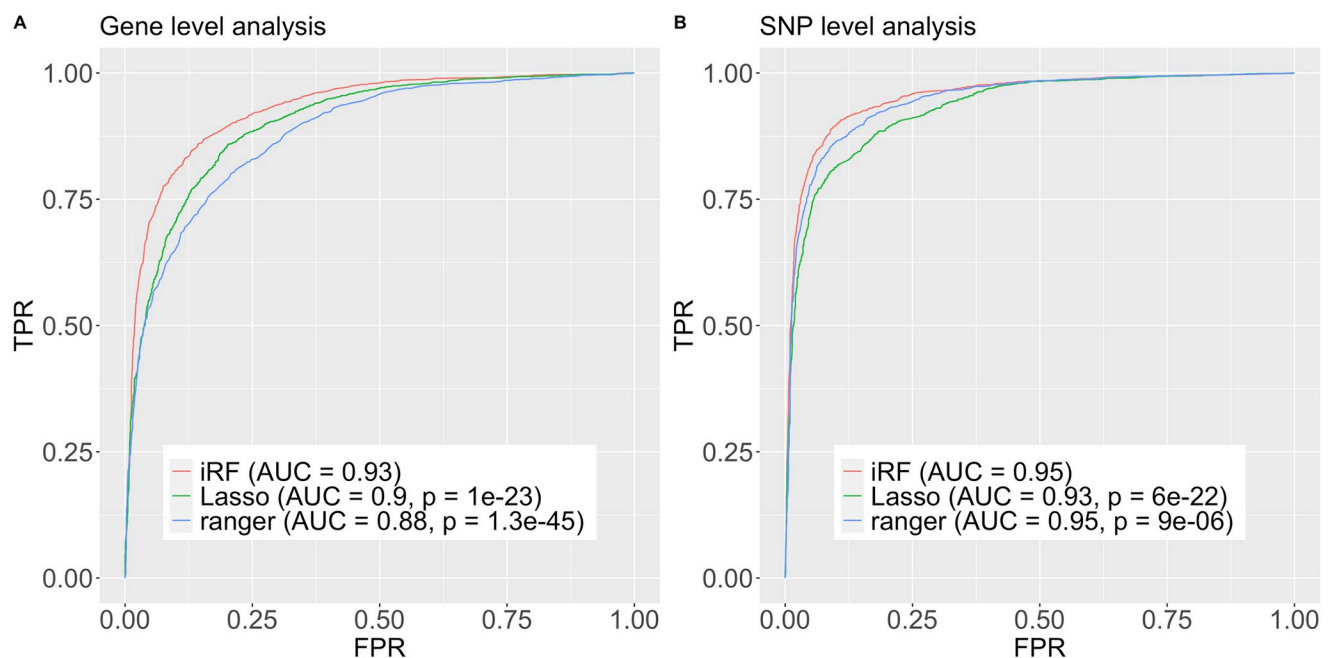 A
Gene level analysis
1.00
0.75
0.50
0.25
0.00
TPR
iRF (AUC = 0.93)
Lasso (AUC = 0.9, p = 1e-23)
ranger (AUC = 0.88, p = 1.3e-45)
0.00 0.25 0.50 0.75 1.00
FPR
B
SNP level analysis
1.00
0.75
0.50
0.25
0.00
TPR
iRF (AUC = 0.95)
Lasso (AUC = 0.93, p = 6e-22)
ranger (AUC = 0.95, p = 9e-06)
0.00 0.25 0.50 0.75 1.00
FPR